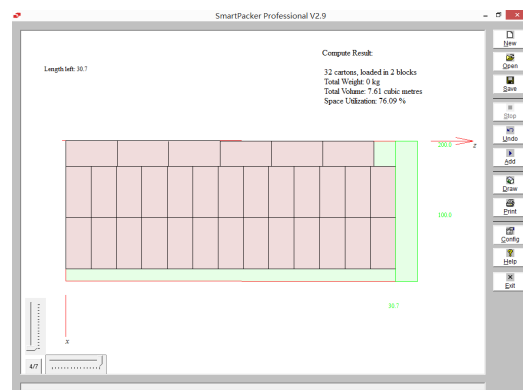 SmartPacker Professional V2.9
Compute Result:
Length left: 30.7
32 cartons, loaded in 2 blocks
Total Weight: 0 kg
Total Volume: 7.61 cubic metres
Space Utilization: 76.09 %
200.0
z
100.0
30.7
x
4/7
New
Open
Save
Stop
Undo
Add
Draw
Print
Config
Help
Exit